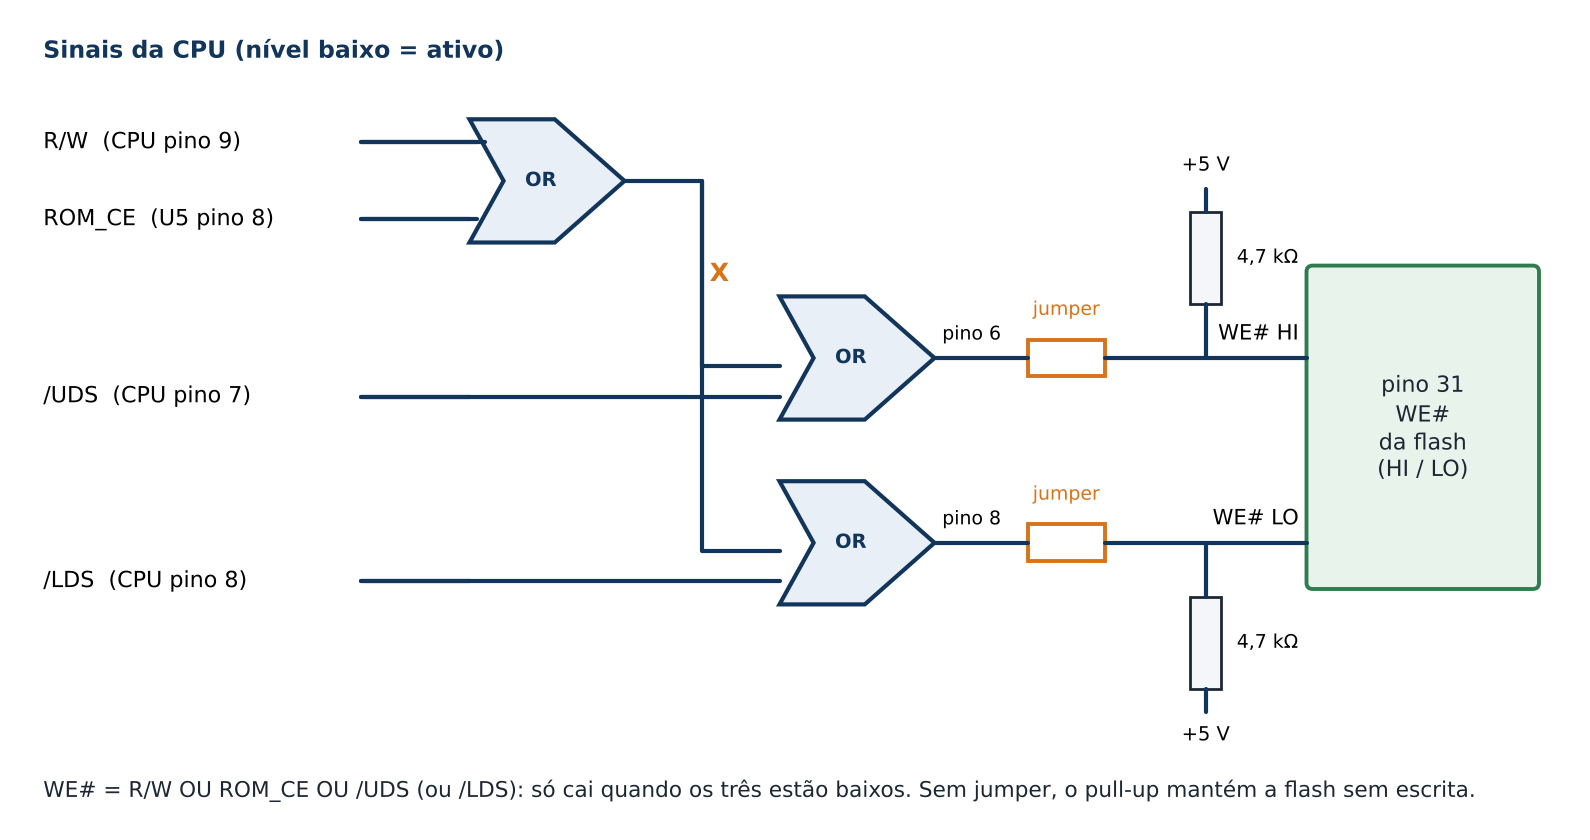 Sinais da CPU (nível baixo = ativo)
R/W (CPU pino 9)
OR
ROM_CE (U5 pino 8)
+5 V
4,7 kΩ
X
jumper
pino 6
WE# HI
OR
/UDS (CPU pino 7)
pino 31
WE#
da flash
(HI / LO)
jumper
pino 8
WE# LO
OR
/LDS (CPU pino 8)
4,7 kΩ
+5 V
WE# = R/W OU ROM_CE OU /UDS (ou /LDS): só cai quando os três estão baixos. Sem jumper, o pull-up mantém a flash sem escrita.